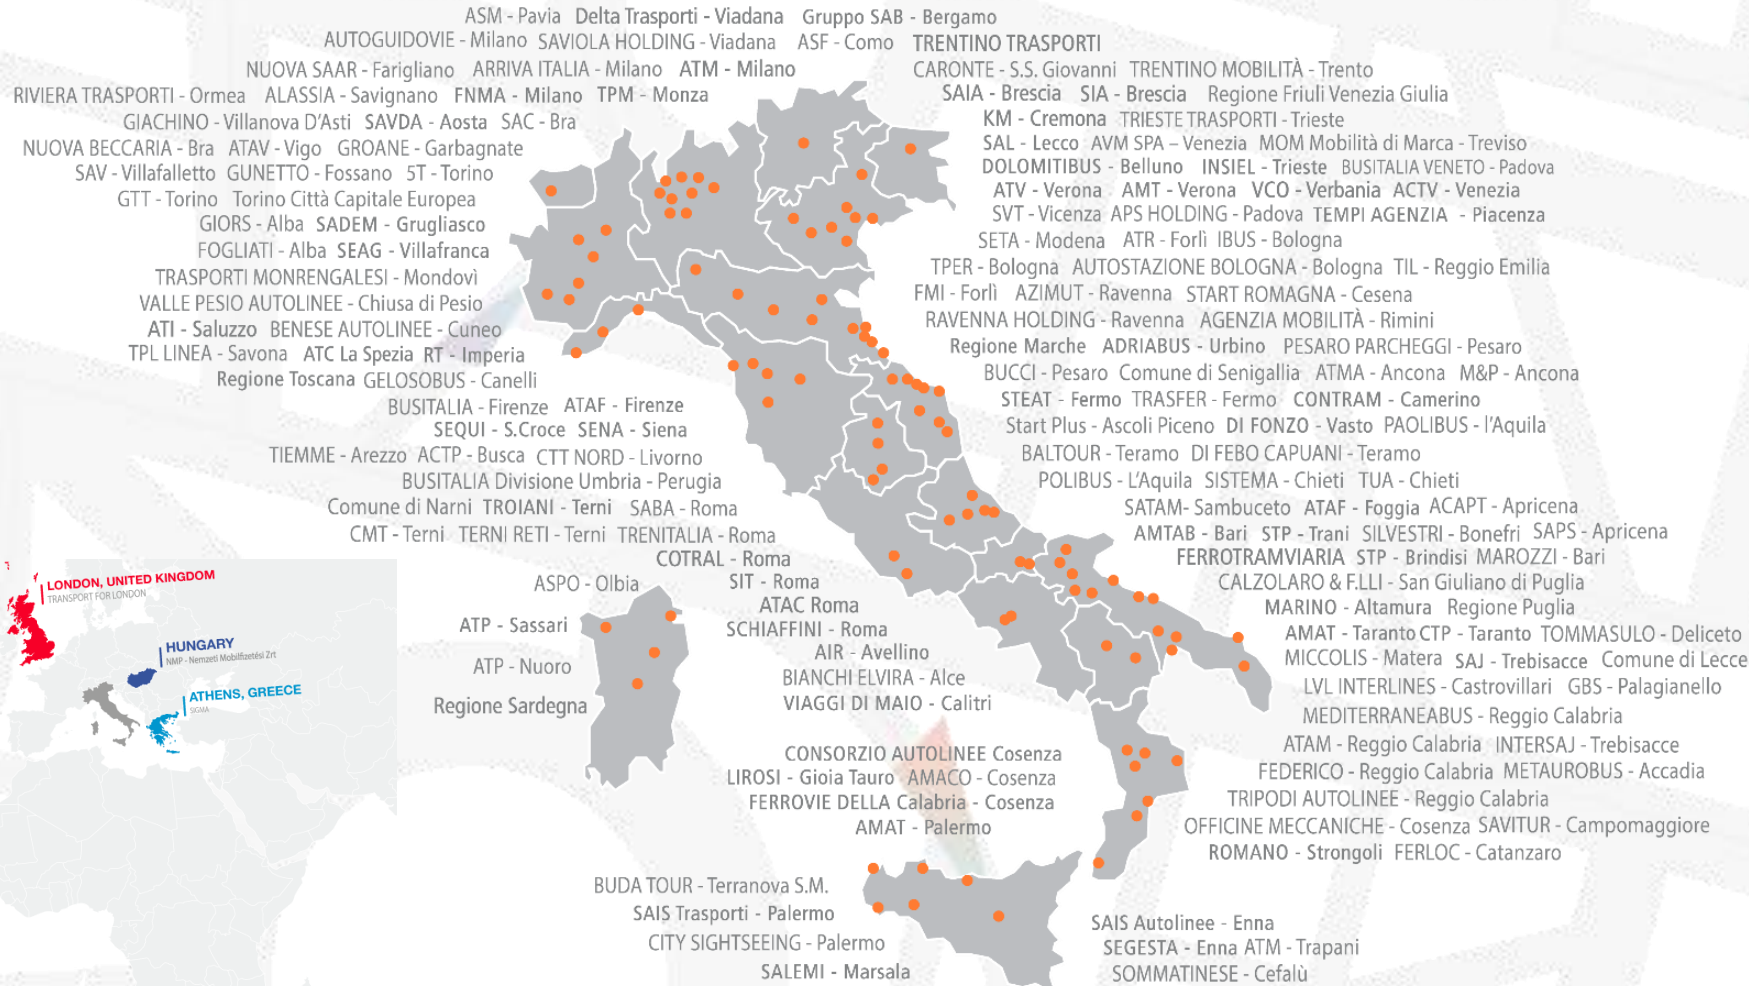 ASM - Pavia Delta Trasporti - Viadana Gruppo SAB - Bergamo
AUTOGUIDOVIE - Milano SAVIOLA HOLDING - Viadana ASF - Como TRENTINO TRASPORTI
NUOVA SAAR - Farigliano ARRIVA ITALIA - Milano ATM - Milano
RIVIERA TRASPORTI - Ormea ALASSIA - Savignano FNMA - Milano TPM - Monza
GIACHINO - Villanova D'Asti SAVDA - Aosta SAC - Bra
NUOVA BECCARIA - Bra ATAV - Vigo GROANE - Garbagnate
SAV - Villafalletto GUNETTO - Fossano 5T - Torino
GTT - Torino Torino Città Capitale Europea
GIORS - Alba SADEM - Grugliasco
FOGLIATI - Alba SEAG - Villafranca
TRASPORTI MONREGALESI - Mondovì
VALLE PESIO AUTOLINEE - Chiusa di Pesio
ATI - Saluzzo BENESE AUTOLINEE - Cuneo
TPL LINEA - Savona ATC La Spezia RT - Imperia
Regione Toscana GELOSOBUS - Canelli
BUSITALIA - Firenze ATAF - Firenze
SEQUI - S.Croce SENA - Siena
TIEMME - Arezzo ACTP - Busca CTT NORD - Livorno
BUSITALIA Divisione Umbria - Perugia
Comune di Narni TROIANI - Terni SABA - Roma
CMT - Terni TERNI RETI - Terni TRENITALIA - Roma
COTRAL - Roma
SIT - Roma
ATAC Roma
SCHIAFFINI - Roma
AIR - Avellino
BIANCHI ELVIRA - Alce
VIAGGI DI MAIO - Calitri
CARONTE - S.S. Giovanni TRENTINO MOBILITÀ - Trento
SAIA - Brescia SIA - Brescia Regione Friuli Venezia Giulia
KM - Cremona TRIESTE TRASPORTI - Trieste
SAL - Lecco AVM SPA – Venezia MOM Mobilità di Marca - Treviso
DOLOMITIBUS - Belluno INSIEL - Trieste BUSITALIA VENETO - Padova
ATV - Verona AMT - Verona VCO - Verbania ACTV - Venezia
SVT - Vicenza APS HOLDING - Padova TEMPI AGENZIA - Piacenza
SETA - Modena ATR - Forlì IBUS - Bologna
TPER - Bologna AUTOSTAZIONE BOLOGNA - Bologna TIL - Reggio Emilia
FMI - Forlì AZIMUT - Ravenna START ROMAGNA - Cesena
RAVENNA HOLDING - Ravenna AGENZIA MOBILITÀ - Rimini
Regione Marche ADRIABUS - Urbino PESARO PARCHEGGI - Pesaro
BUCCI - Pesaro Comune di Senigallia ATMA - Ancona M&P - Ancona
STEAT - Fermo TRASFER - Fermo CONTRAM - Camerino
Start Plus - Ascoli Piceno DI FONZO - Vasto PAOLIBUS - l'Aquila
BALTOUR - Teramo DI FEBO CAPUANI - Teramo
POLIBUS - L'Aquila SISTEMA - Chieti TUA - Chieti
SATAM- Sambuceto ATAF - Foggia ACAPT - Apricena
AMTAB - Bari STP - Trani SILVESTRI - Bonefri SAPS - Apricena
FERROTRAMVIARIA STP - Brindisi MAROZZI - Bari
CALZOLARO & F.LLI - San Giuliano di Puglia
MARINO - Altamura Regione Puglia
AMAT - Taranto CTP - Taranto TOMMASULO - Deliceto
MICCOLIS - Matera SAJ - Trebisacce Comune di Lecce
LVL INTERLINES - Castrovillari GBS - Palagianello
MEDITERRANEABUS - Reggio Calabria
ATAM - Reggio Calabria INTERSAJ - Trebisacce
FEDERICO - Reggio Calabria METAUROBUS - Accadia
TRIPODI AUTOLINEE - Reggio Calabria
OFFICINE MECCANICHE - Cosenza SAVITUR - Campomaggiore
ROMANO - Strongoli FERLOC - Catanzaro
LONDON, UNITED KINGDOM
TRANSPORT FOR LONDON
HUNGARY
NMP - Nemzeti Mobilfizetési Zrt
ATHENS, GREECE
SIGMA
ASPO - Olbia
ATP - Sassari
ATP - Nuoro
Regione Sardegna
CONSORZIO AUTOLINEE Cosenza
LIROSI - Gioia Tauro AMACO - Cosenza
FERROVIE DELLA Calabria - Cosenza
AMAT - Palermo
BUDA TOUR - Terranova S.M.
SAIS Trasporti - Palermo
CITY SIGHTSEEING - Palermo
SALEMI - Marsala
SAIS Autolinee - Enna
SEGESTA - Enna ATM - Trapani
SOMMATINESE - Cefalù